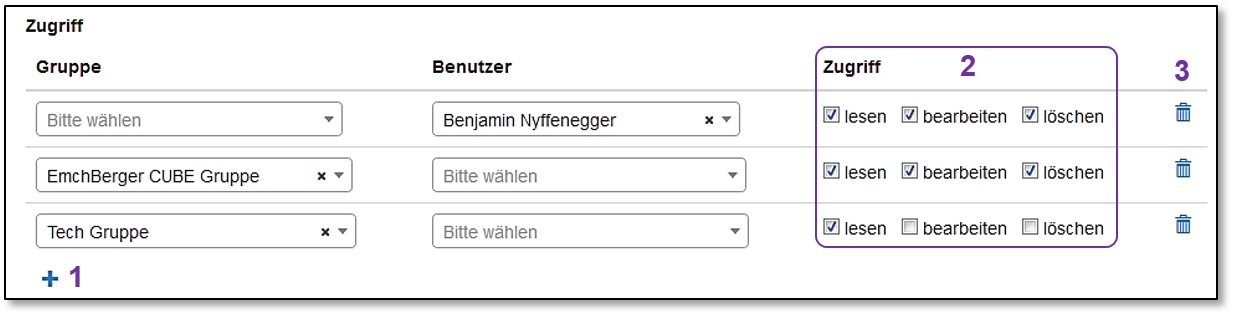 Zugriff
Gruppe Benutzer Zugriff 2 3
Bitte wählen Benjamin Nyffenegger lesen bearbeiten löschen
EmchBerger CUBE Gruppe Bitte wählen lesen bearbeiten löschen
Tech Gruppe Bitte wählen lesen bearbeiten löschen
+ 1